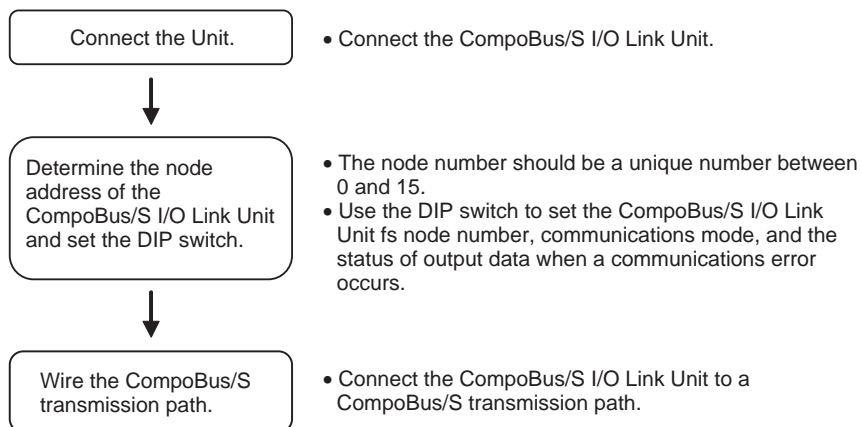 Connect the Unit.
• Connect the CompoBus/S I/O Link Unit.
Determine the node
address of the
CompoBus/S I/O Link Unit
and set the DIP switch.
• The node number should be a unique number between
0 and 15.
• Use the DIP switch to set the CompoBus/S I/O Link
Unit fs node number, communications mode, and the
status of output data when a communications error
occurs.
Wire the CompoBus/S
transmission path.
• Connect the CompoBus/S I/O Link Unit to a
CompoBus/S transmission path.